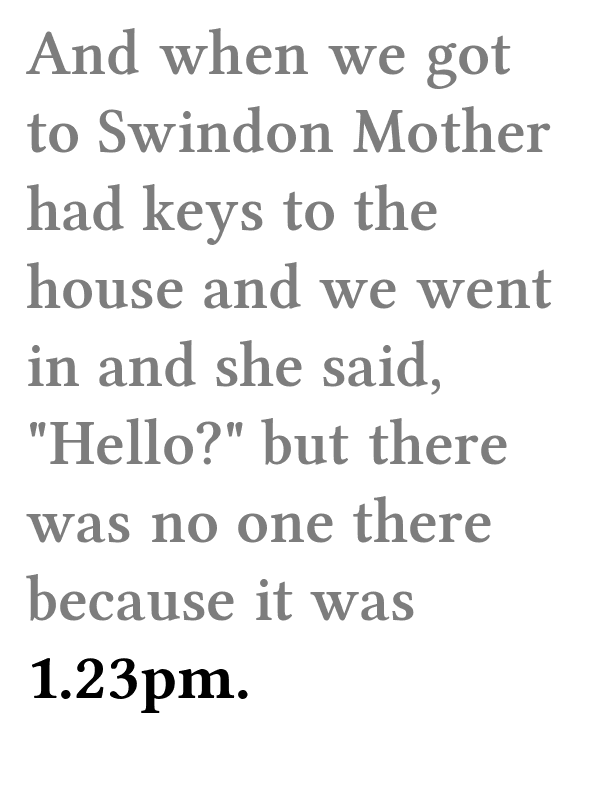 And when we got
to Swindon Mother
had keys to the
house and we went
in and she said,
"Hello?" but there
was no one there
because it was
1.23pm.